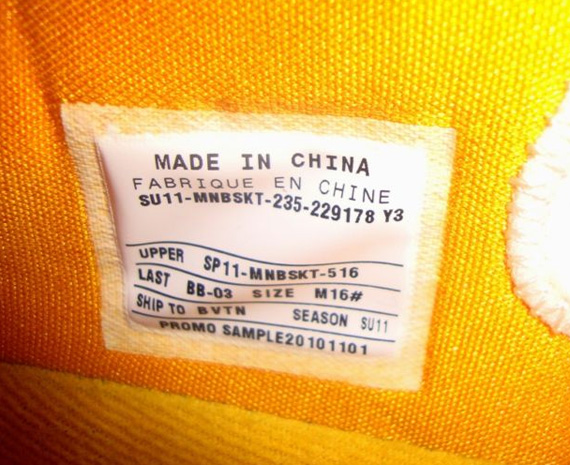 MADE IN CHINA
FABRIQUE EN CHINE
SU11-MNBSKT-235-229178 Y3
UPPER SP11-MNBSKT-516
LAST BB-03 SIZE M16#
SHIP TO BVTN SEASON SU11
PROMO SAMPLE20101101